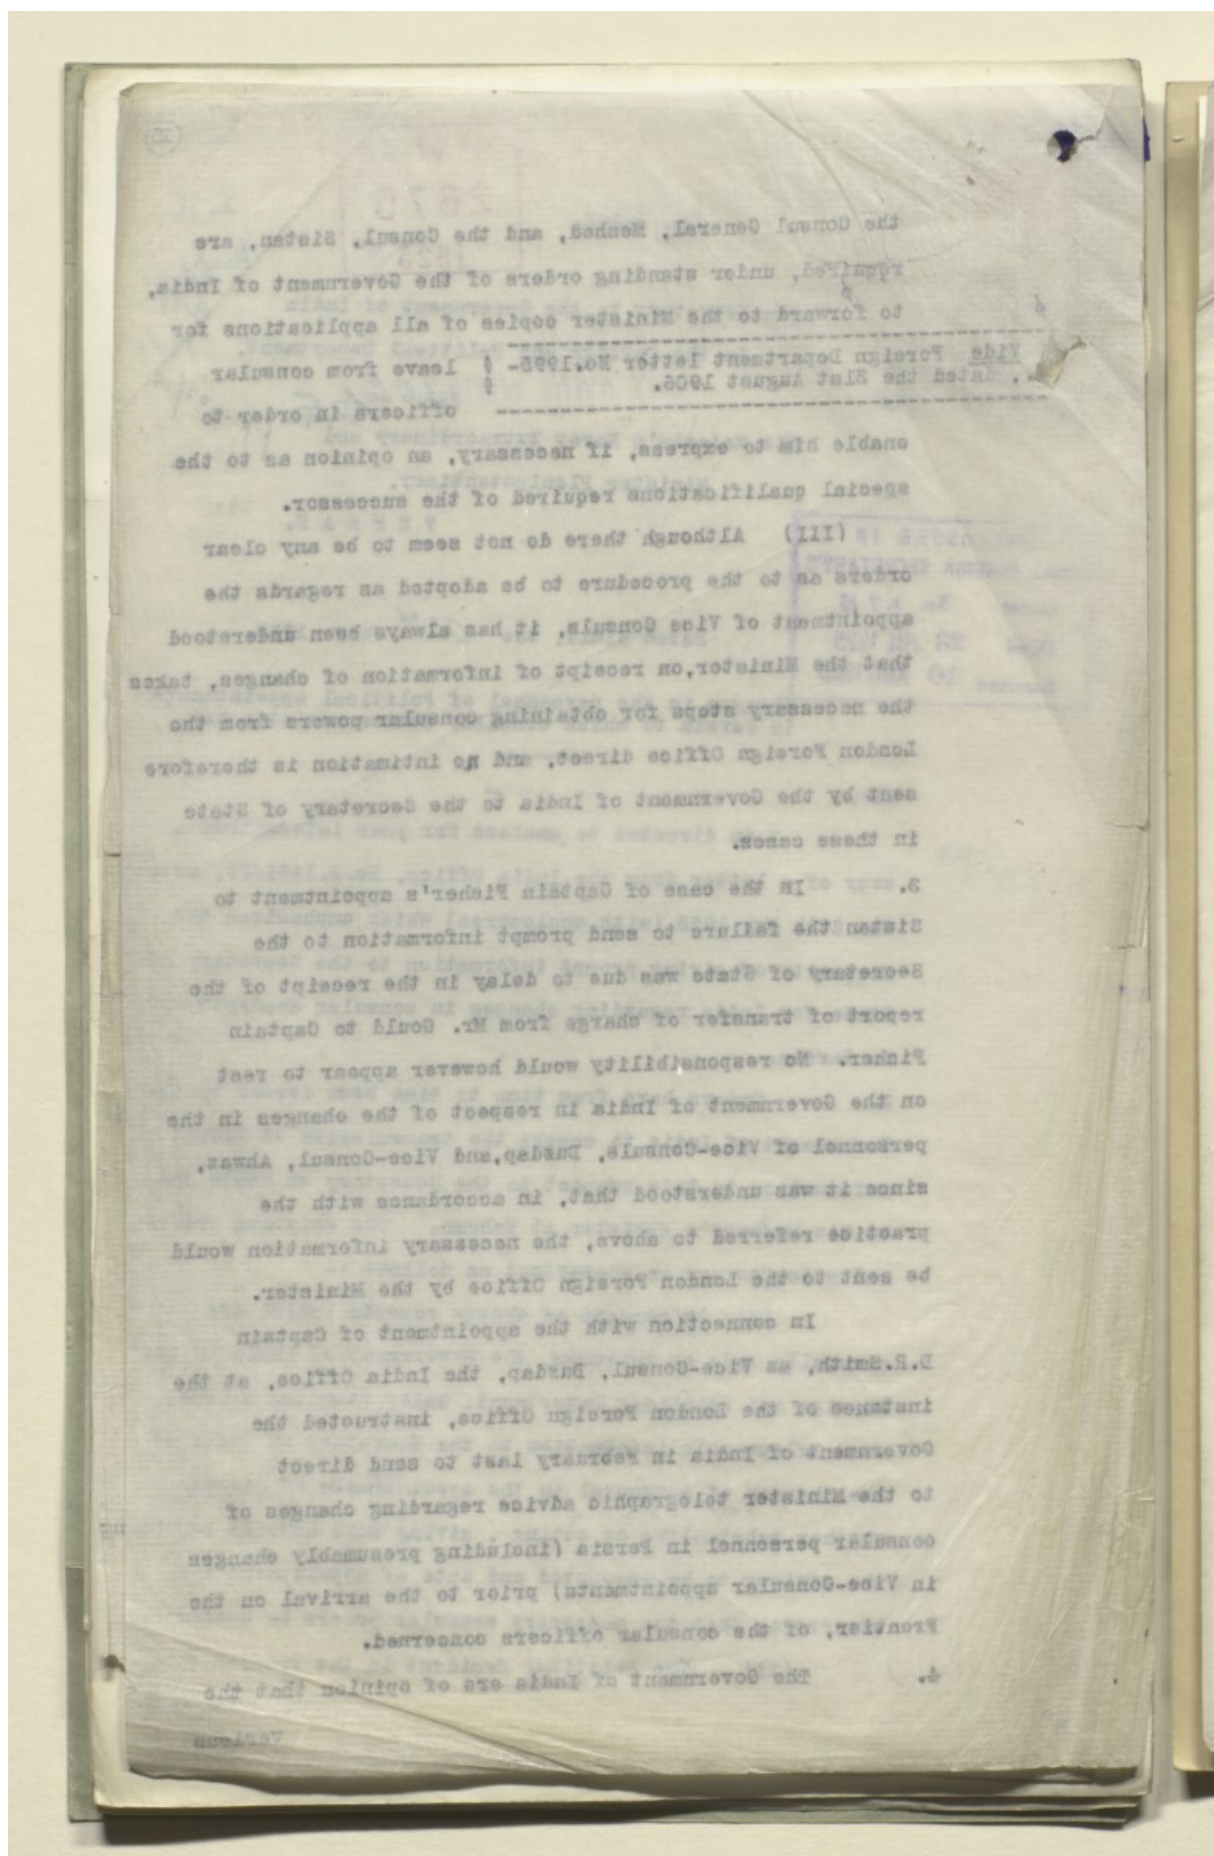 the Consul General, Meshed, and the Consul, Sistan, are
required, under standing orders of the Government of India,
to forward to the Minister copies of all applications for
Vide Foreign Department letter No.1995- leave from consular
dated the 31st August 1906.
officers in order to
enable him to express, if necessary, an opinion as to the
special qualifications required of the successor.
(III) Although there do not seem to be any clear
orders as to the procedure to be adopted as regards the
appointment of Vice Consuls, it has always been understood
that the Minister, on receipt of information of changes, takes
the necessary steps for obtaining consular powers from the
London Foreign Office direct, and no intimation is therefore
sent by the Government of India to the Secretary of State
in these cases.
3. In the case of Captain Fisher's appointment to
Sistan the failure to send prompt information to the
Secretary of State was due to delay in the receipt of the
report of transfer of charge from Mr. Gould to Captain
Fisher. No responsibility would however appear to rest
on the Government of India in respect of the changes in the
personnel of Vice-Consuls, Duzdap, and Vice-Consul, Ahwaz,
since it was understood that, in accordance with the
practice referred to above, the necessary information would
be sent to the London Foreign Office by the Minister.
In connection with the appointment of Captain
D.R.Smith, as Vice-Consul, Duzdap, the India Office, at the
instance of the London Foreign Office, instructed the
Government of India in February last to send direct
to the Minister telegraphic advice regarding changes of
consular personnel in Persia (including presumably changes
in Vice-Consular appointments) prior to the arrival on the
Frontier, of the consular officers concerned.
4. The Government of India are of opinion that the
various